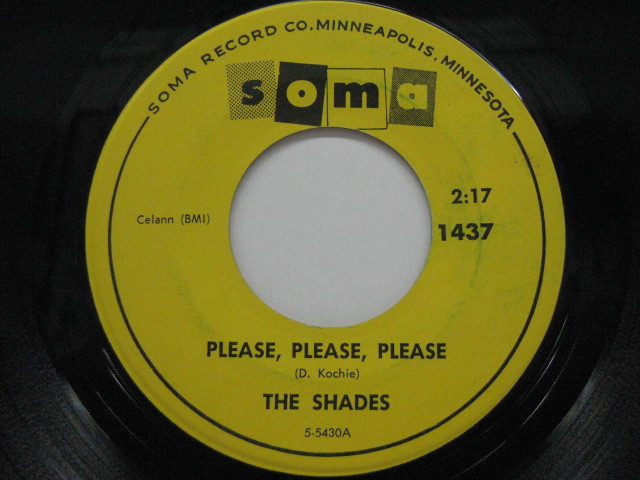 SOMA RECORD CO. MINNEAPOLIS, MINNESOTA
soma
Celann (BMI)
2:17
1437
PLEASE, PLEASE, PLEASE
(D. Kochie)
THE SHADES
5-5430A